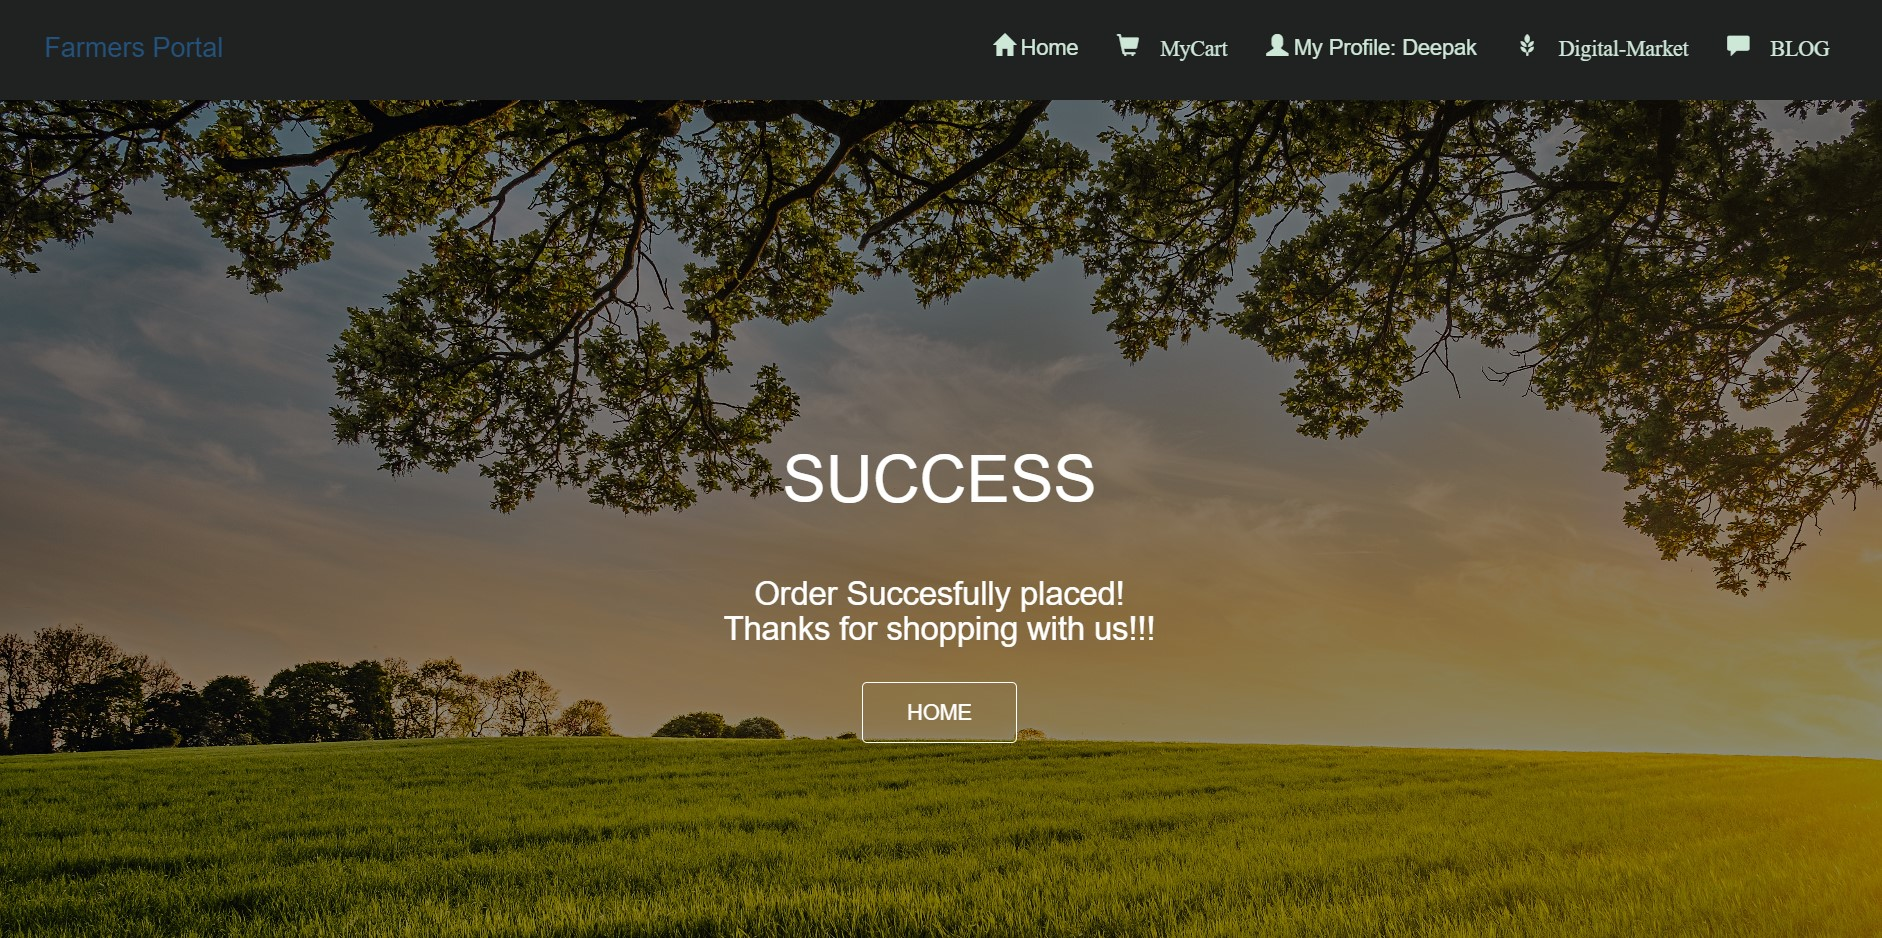 Farmers Portal
Home MyCart My Profile: Deepak Digital-Market BLOG
SUCCESS
Order Succesfully placed!
Thanks for shopping with us!!!
HOME